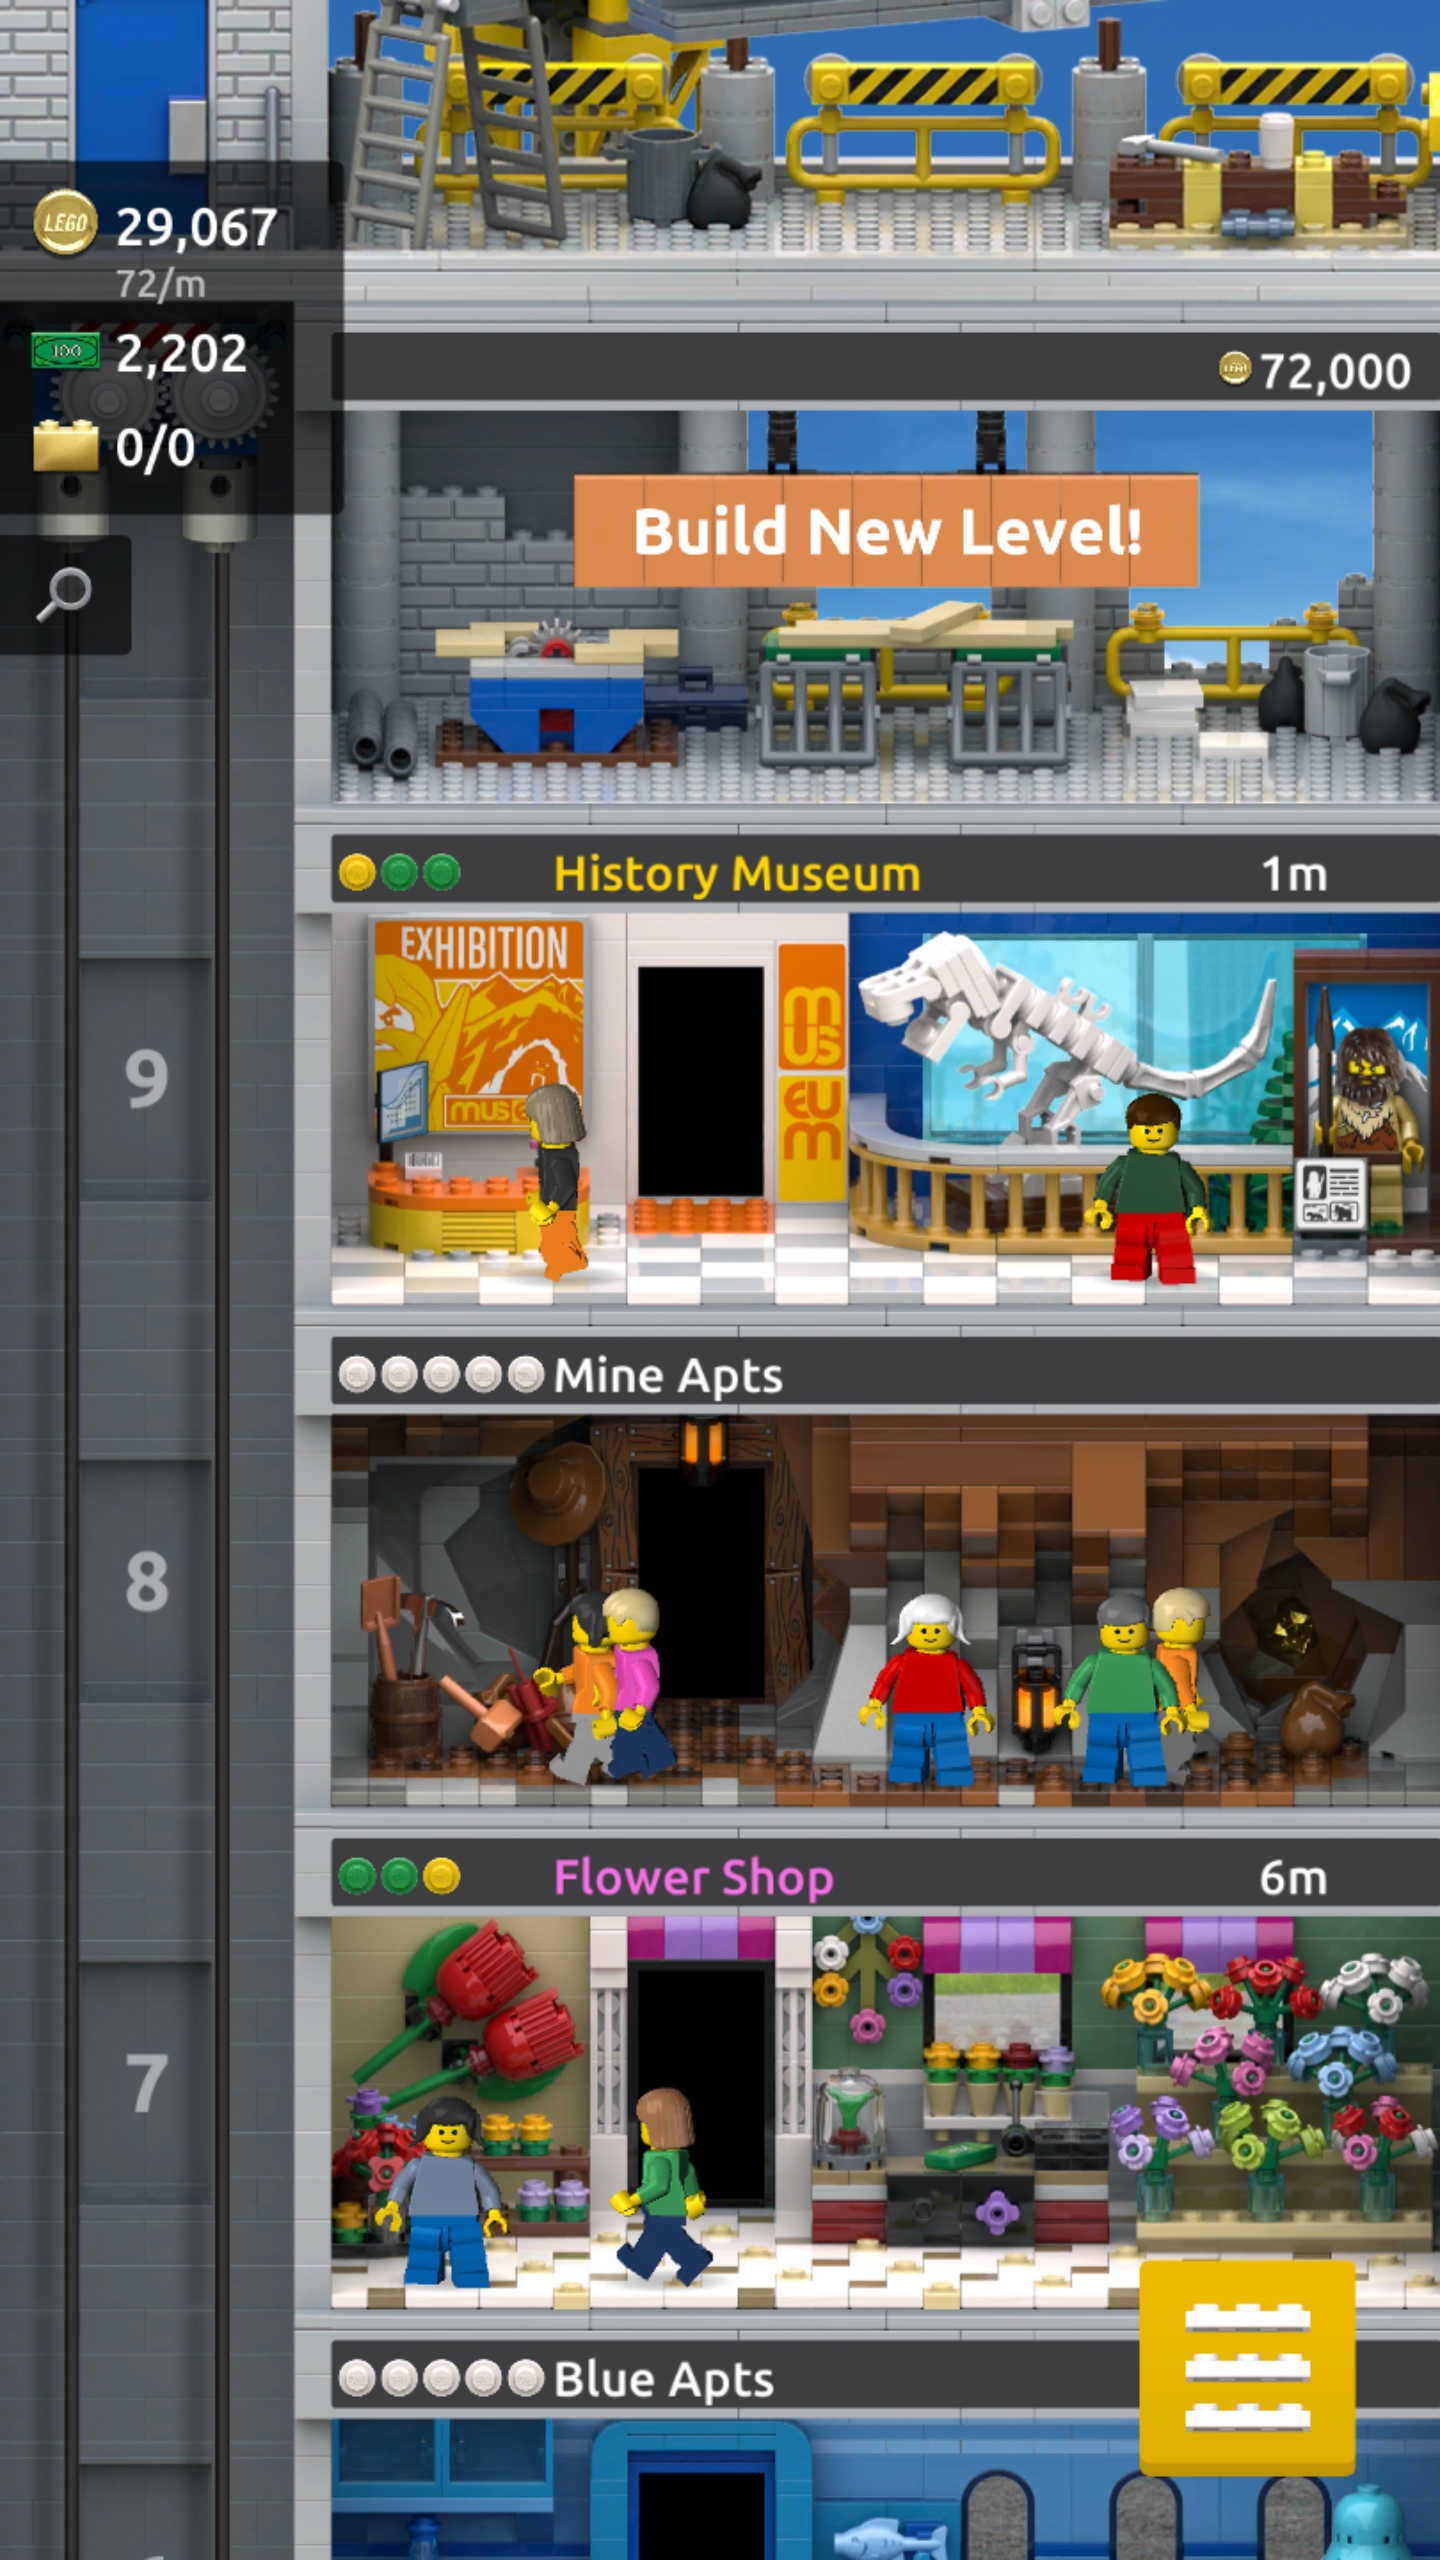 LEGO 29,067
72/m
100 2,202
0/0
72,000
Build New Level!
History Museum 1m
EXHIBITION
MUSEUM
9
Mine Apts
8
Flower Shop 6m
7
Blue Apts